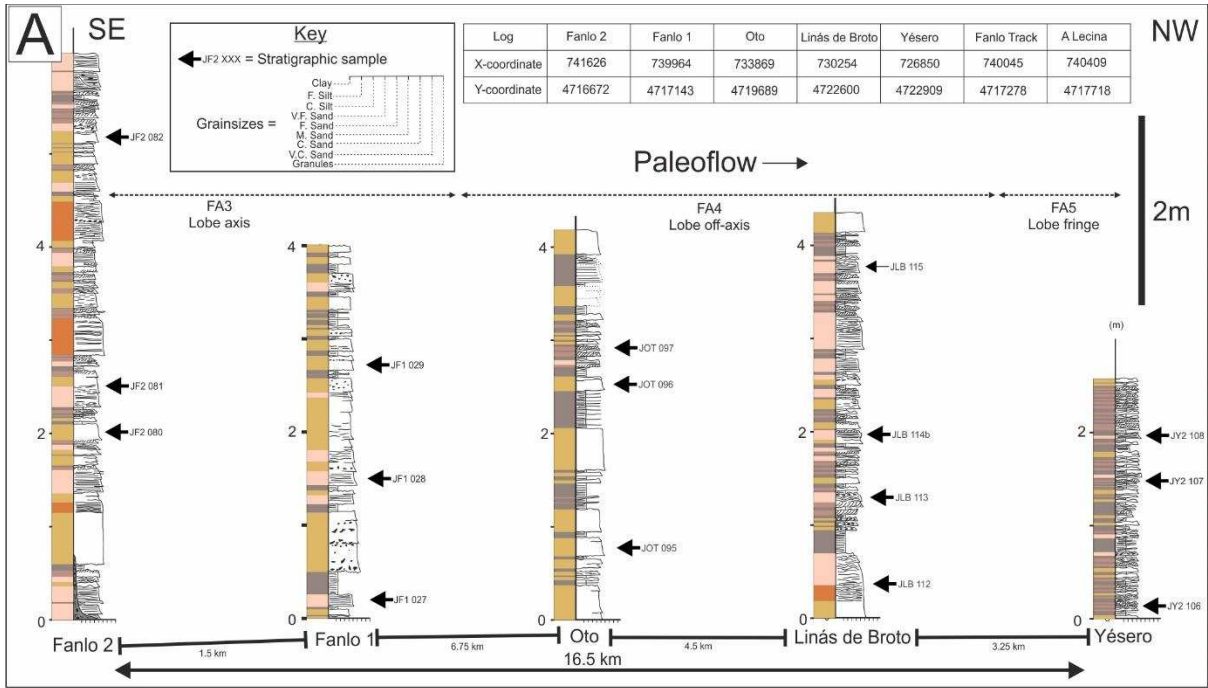 A
SE
NW
Key
JF2 XXX = Stratigraphic sample
Clay
F. Silt
C. Silt
V.F. Sand
F. Sand
M. Sand
C. Sand
V.C. Sand
Granules
Grainsizes =
Log Fanlo 2 Fanlo 1 Oto Linás de Broto Yésero Fanlo Track A Lecina
X-coordinate 741626 739964 733869 730254 726850 740045 740409
Y-coordinate 4716672 4717143 4719689 4722600 4722909 4717278 4717718
Paleoflow
2m
FA3
Lobe axis
FA4
Lobe off-axis
FA5
Lobe fringe
4
2
0
JF2 082
JF2 081
JF2 080
4
2
0
JF1 029
JF1 028
JF1 027
4
2
0
JOT 097
JOT 096
JOT 095
4
2
0
JLB 115
JLB 114b
JLB 113
JLB 112
(m)
2
0
JY2 108
JY2 107
JY2 106
Fanlo 2
Fanlo 1
Oto
Linás de Broto
Yésero
1.5 km
6.75 km
4.5 km
3.25 km
16.5 km